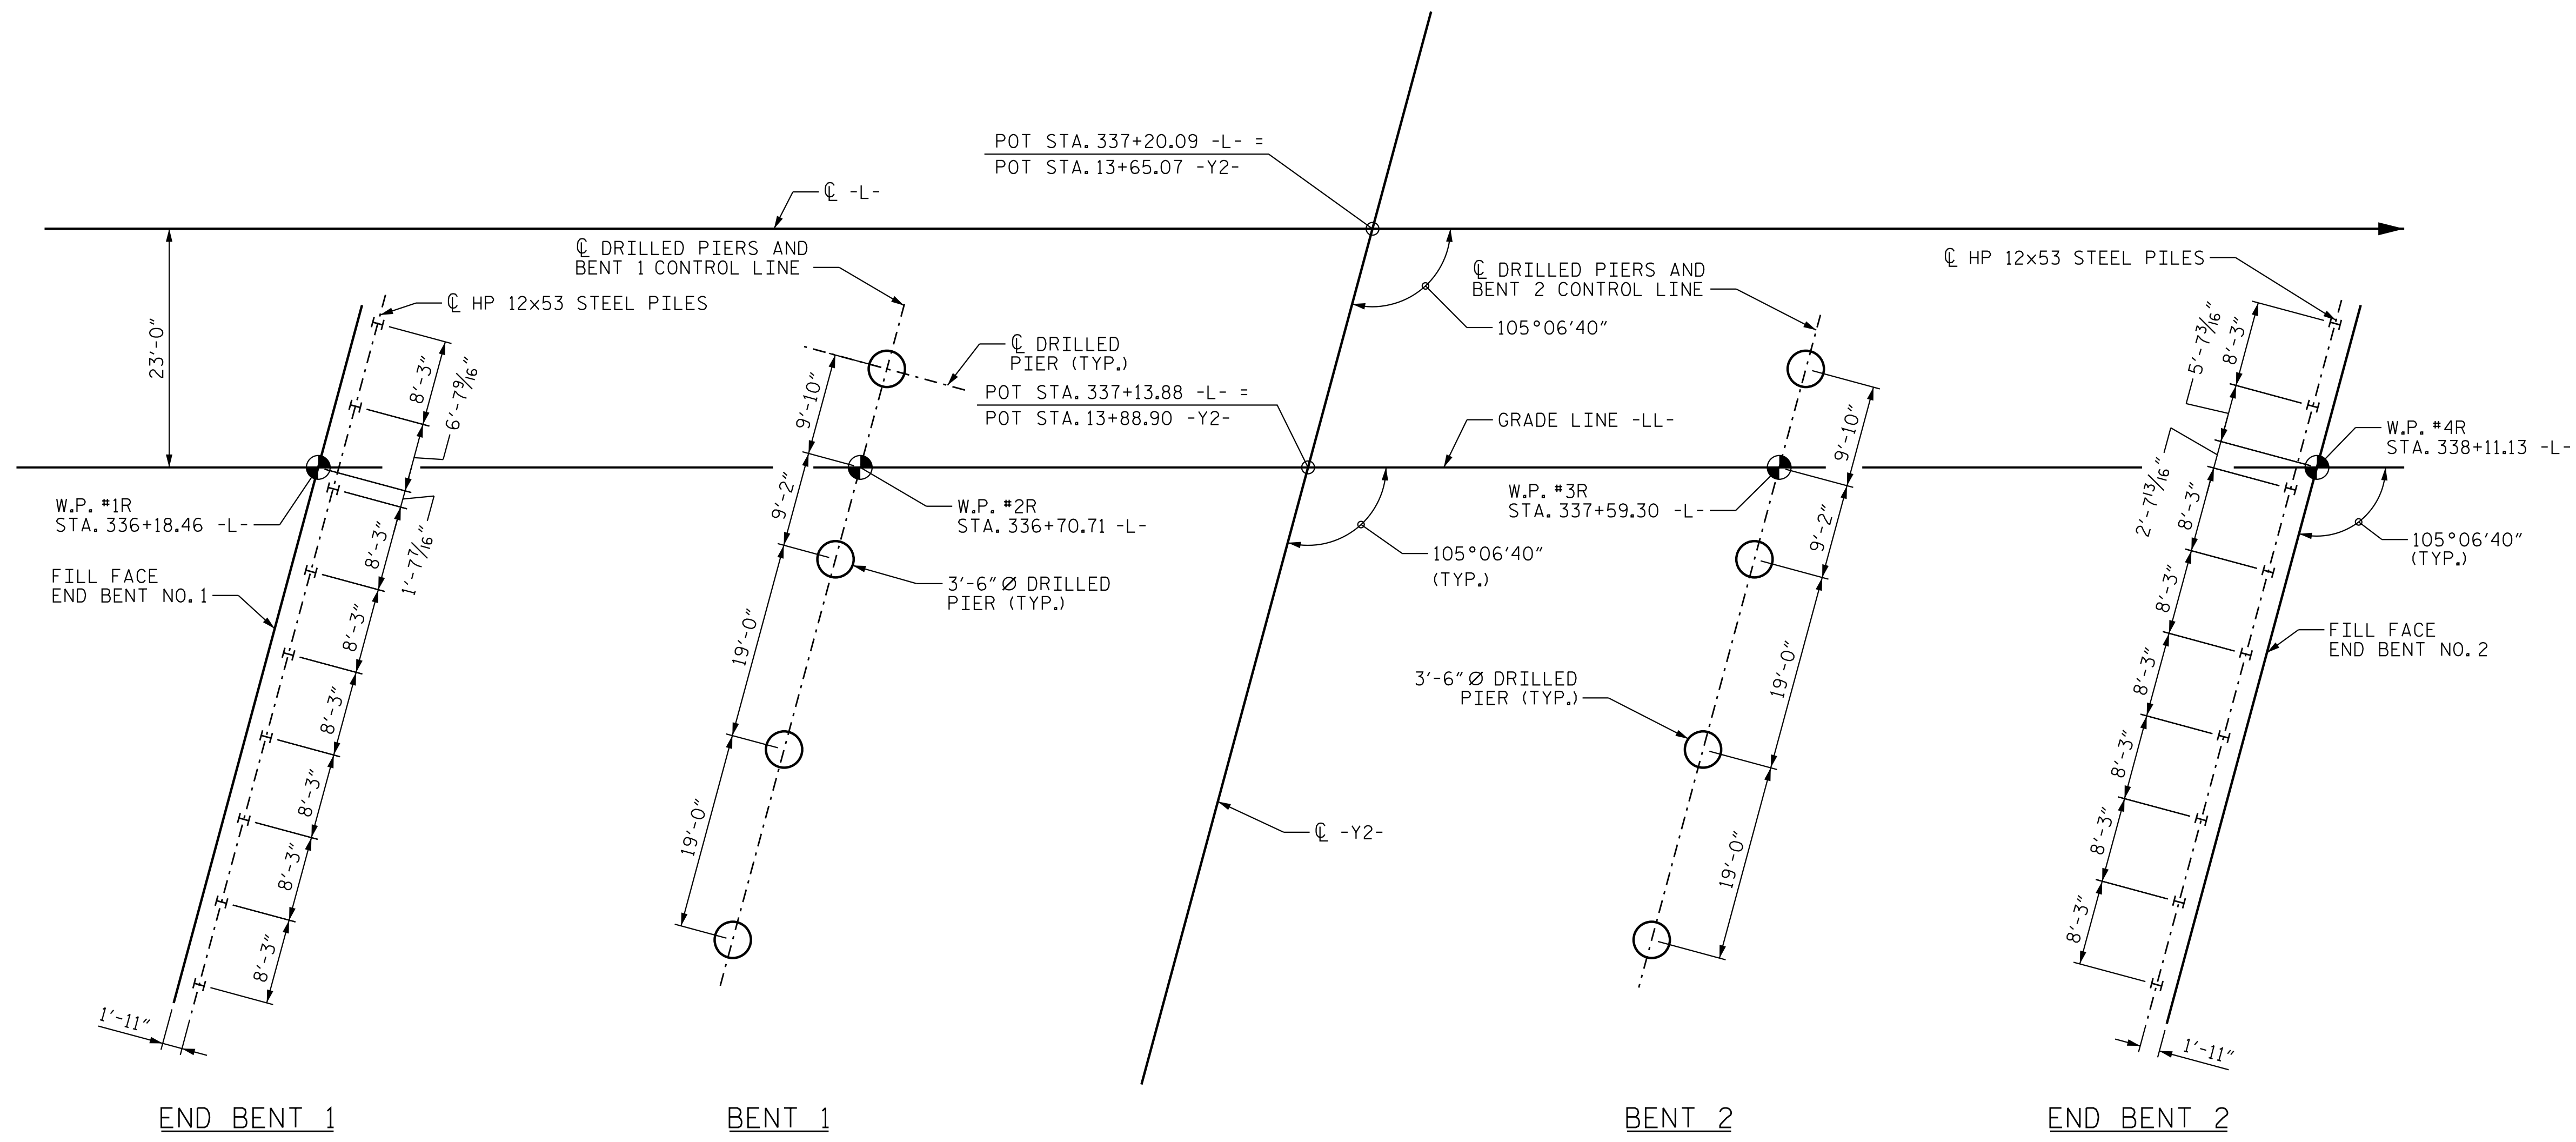 POT STA. 337+20.09 -L- =
POT STA. 13+65.07 -Y2-
℄ -L-
23'-0"
℄ DRILLED PIERS AND
BENT 1 CONTROL LINE
℄ HP 12x53 STEEL PILES
℄ DRILLED
PIER (TYP.)
POT STA. 337+13.88 -L- =
POT STA. 13+88.90 -Y2-
105°06'40"
℄ DRILLED PIERS AND
BENT 2 CONTROL LINE
℄ HP 12x53 STEEL PILES
GRADE LINE -LL-
W.P. #1R
STA. 336+18.46 -L-
FILL FACE
END BENT NO. 1
8'-3"
6'-7 9/16"
1'-7 7/16"
8'-3"
8'-3"
8'-3"
8'-3"
8'-3"
8'-3"
1'-11"
9'-10"
9'-2"
19'-0"
19'-0"
W.P. #2R
STA. 336+70.71 -L-
3'-6" Ø DRILLED
PIER (TYP.)
105°06'40"
(TYP.)
℄ -Y2-
W.P. #3R
STA. 337+59.30 -L-
3'-6" Ø DRILLED
PIER (TYP.)
9'-10"
9'-2"
19'-0"
19'-0"
5'-7 3/16"
8'-3"
2'-7 13/16"
8'-3"
8'-3"
8'-3"
8'-3"
8'-3"
8'-3"
W.P. #4R
STA. 338+11.13 -L-
105°06'40"
(TYP.)
FILL FACE
END BENT NO. 2
1'-11"
END BENT 1
BENT 1
BENT 2
END BENT 2